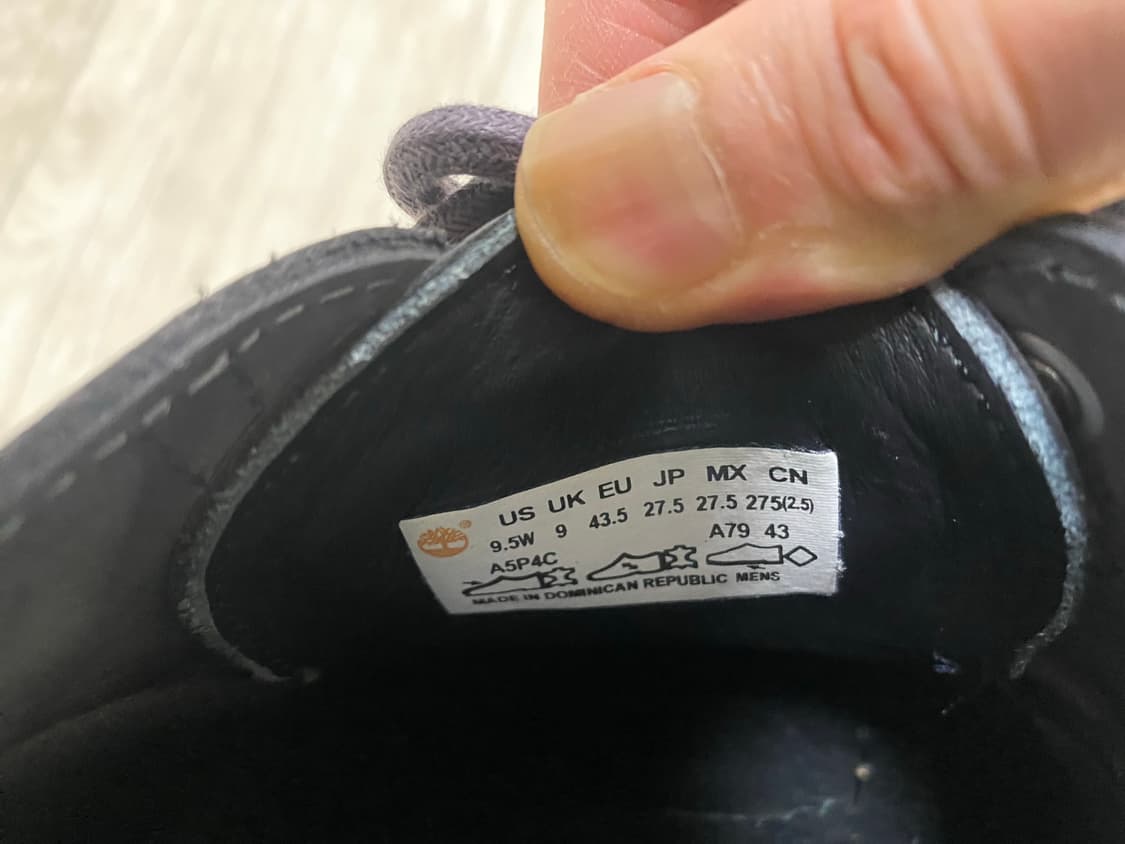 US UK EU JP MX CN
9.5W 9 43.5 27.5 27.5 275(2.5)
A5P4C A79 43
MADE IN DOMINICAN REPUBLIC MENS
®